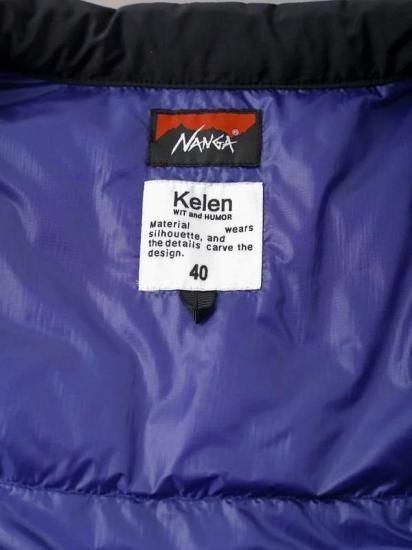 NANGA®
Kelen
WIT and HUMOR
Material wears
silhouette, and
the details carve the
design.
40